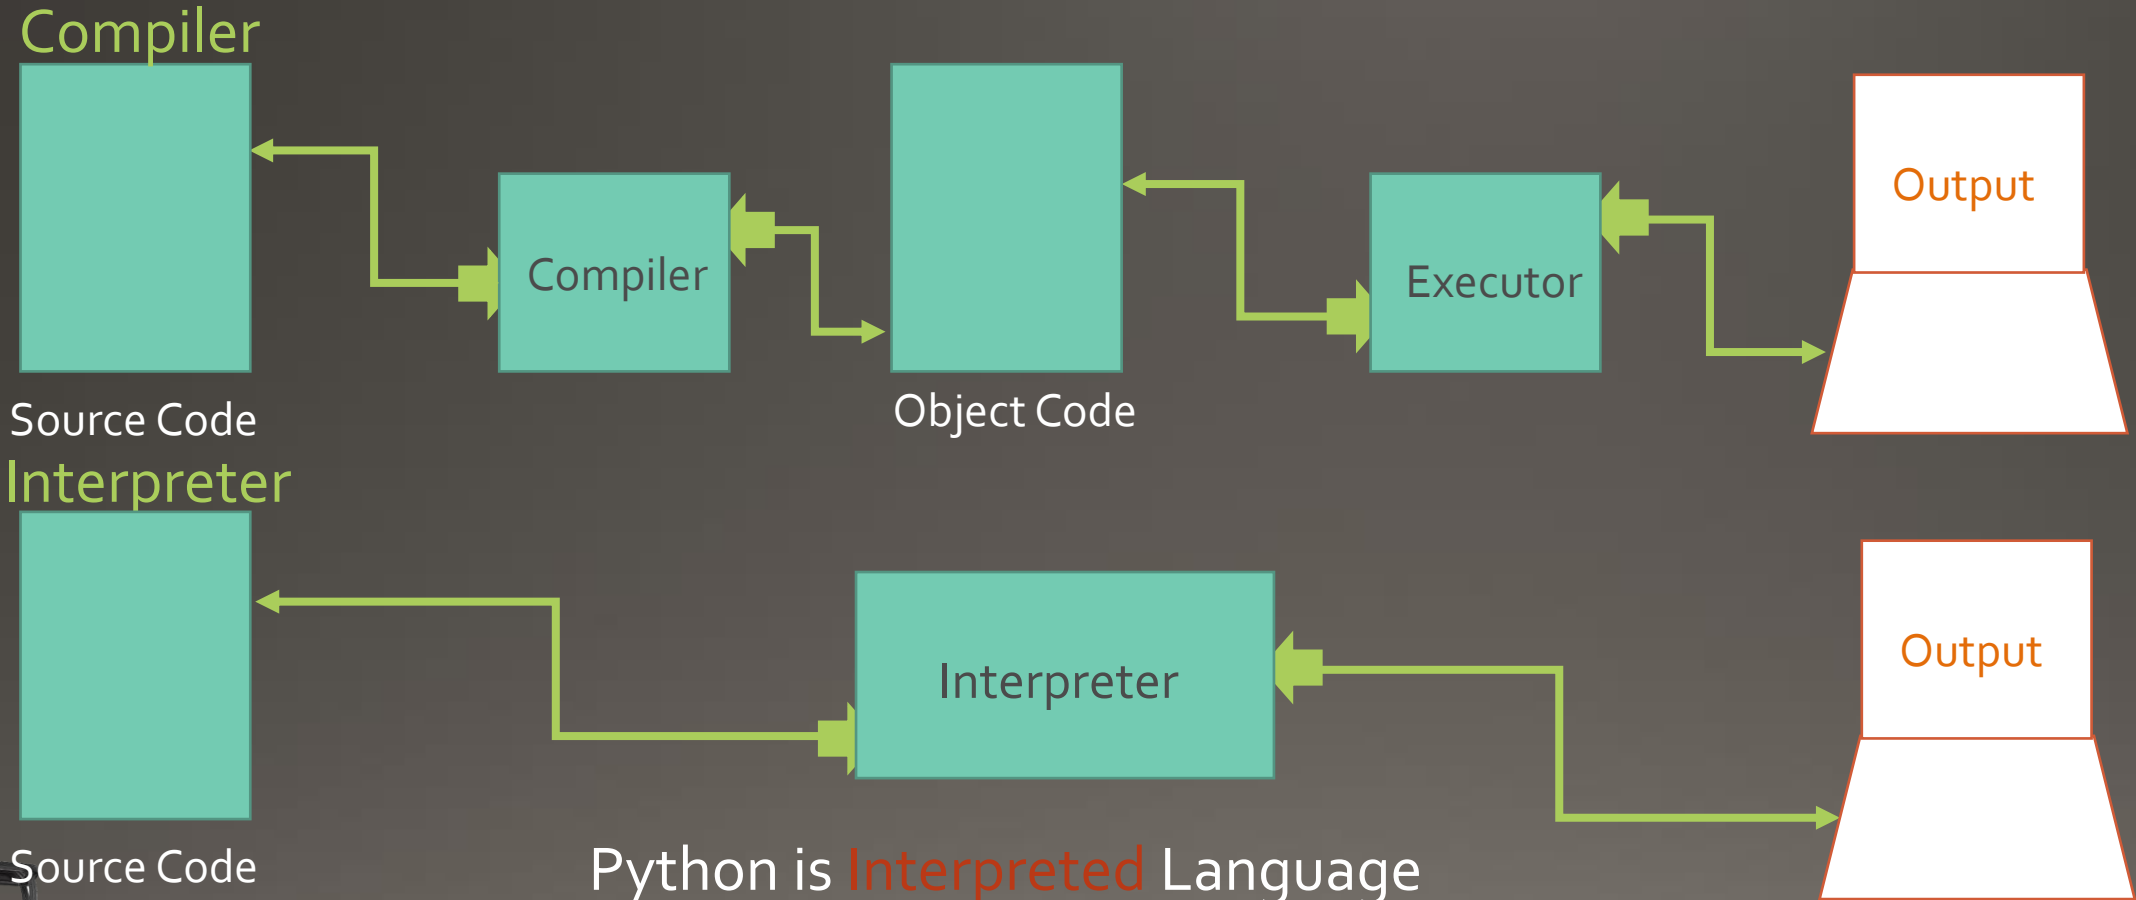 Compiler
Compiler
Executor
Output
Source Code
Object Code
Interpreter
Interpreter
Output
Source Code
Python is Interpreted Language